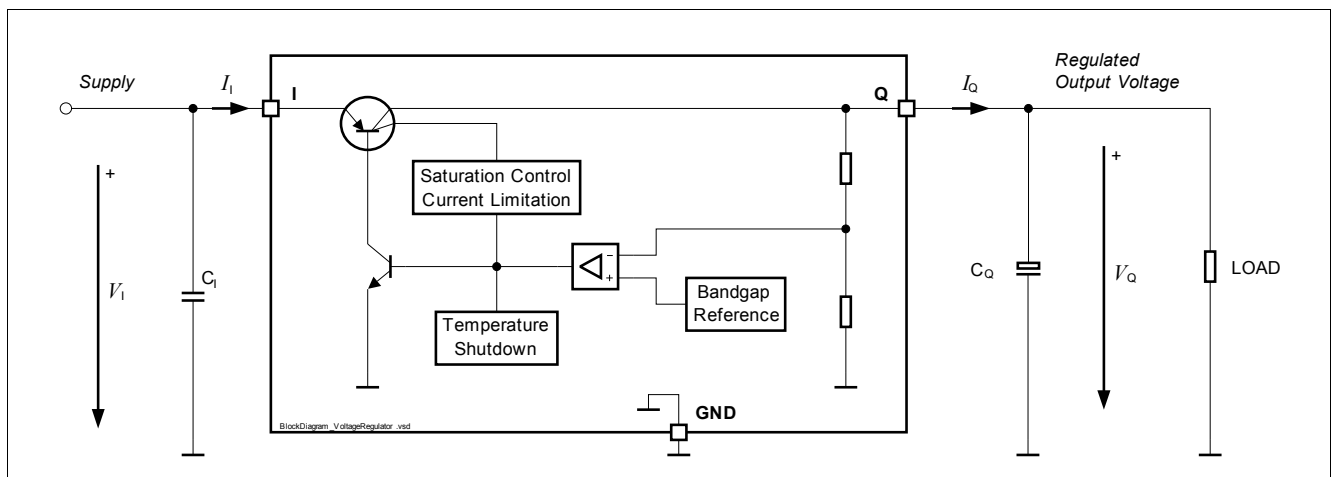 Supply
I_I
I
Q
I_Q
Regulated
Output Voltage
+
+
Saturation Control
Current Limitation
C_I
V_I
−
+
Bandgap
Reference
Temperature
Shutdown
C_Q
V_Q
LOAD
GND
BlockDiagram_VoltageRegulator .vsd